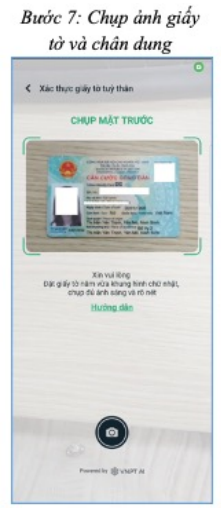 Bước 7: Chụp ảnh giấy
tờ và chân dung
Xác thực giấy tờ tuỳ thân
CHỤP MẶT TRƯỚC
CĂN CƯỚC CÔNG DÂN
Xin vui lòng
Đặt giấy tờ nằm vừa khung hình chữ nhật,
chụp đủ ánh sáng và rõ nét
Hướng dẫn
Powered by VNPT AI